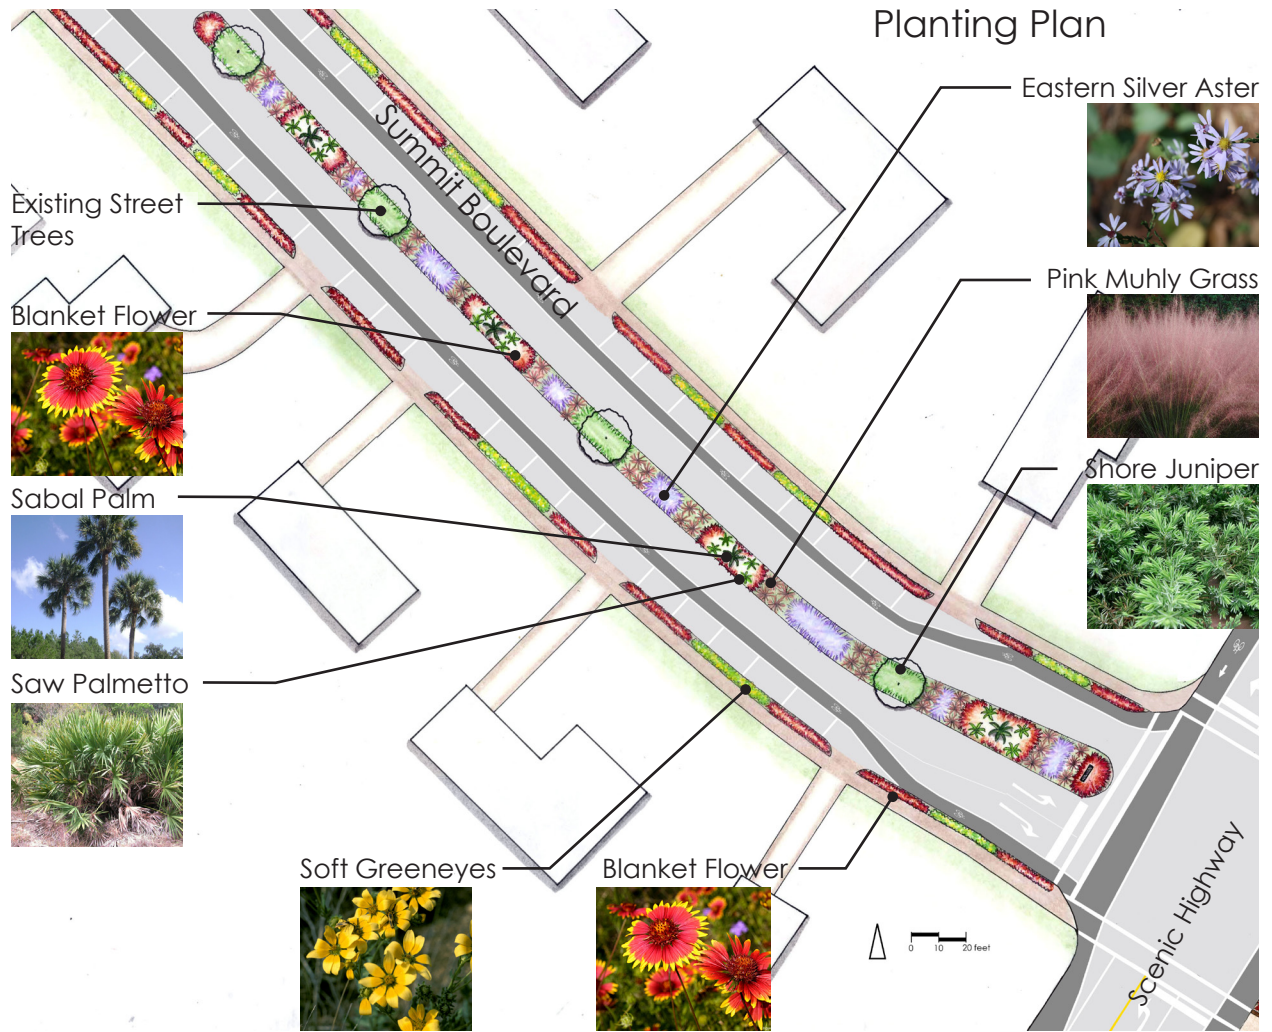 Planting Plan
Eastern Silver Aster
Summit Boulevard
Existing Street
Trees
Pink Muhly Grass
Blanket Flower
Shore Juniper
Sabal Palm
Saw Palmetto
Soft Greeneyes
Blanket Flower
0 10 20 feet
Scenic Highway